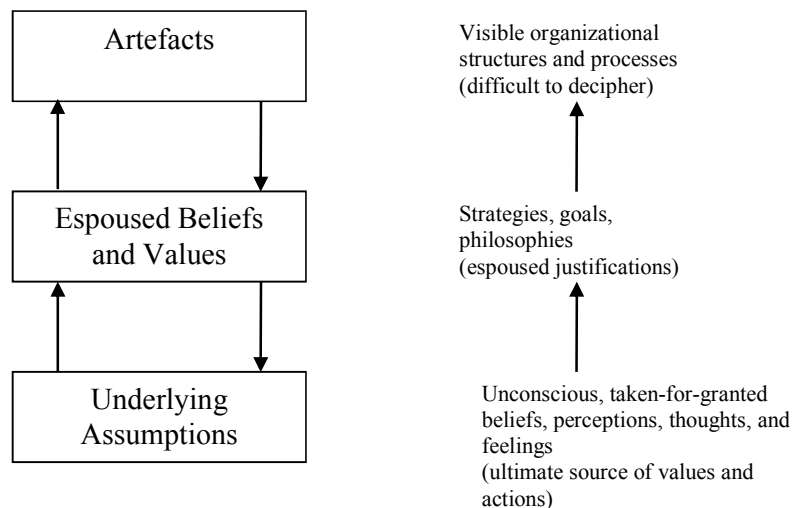 Artefacts
Visible organizational
structures and processes
(difficult to decipher)
Espoused Beliefs
and Values
Strategies, goals,
philosophies
(espoused justifications)
Underlying
Assumptions
Unconscious, taken-for-granted
beliefs, perceptions, thoughts, and
feelings
(ultimate source of values and
actions)